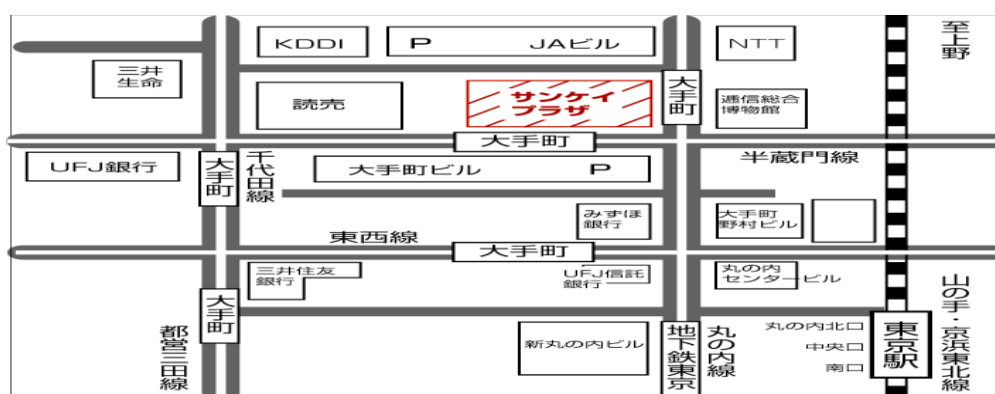 至上野
KDDI
P
JAビル
NTT
三井
生命
読売
サンケイ
プラザ
大手町
逓信総合
博物館
大手町
半蔵門線
UFJ銀行
大手町
千代田線
大手町ビル
P
みずほ
銀行
大手町
野村ビル
東西線
大手町
三井住友
銀行
UFJ信託
銀行
丸の内
センタービル
大手町
都営三田線
新丸の内ビル
地下鉄東京
丸の内線
丸の内北口
中央口
南口
東京駅
山の手・京浜東北線